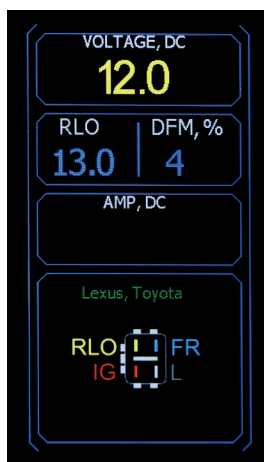 VOLTAGE, DC
12.0
RLO DFM, %
13.0 4
AMP, DC
Lexus, Toyota
RLO FR
IG L